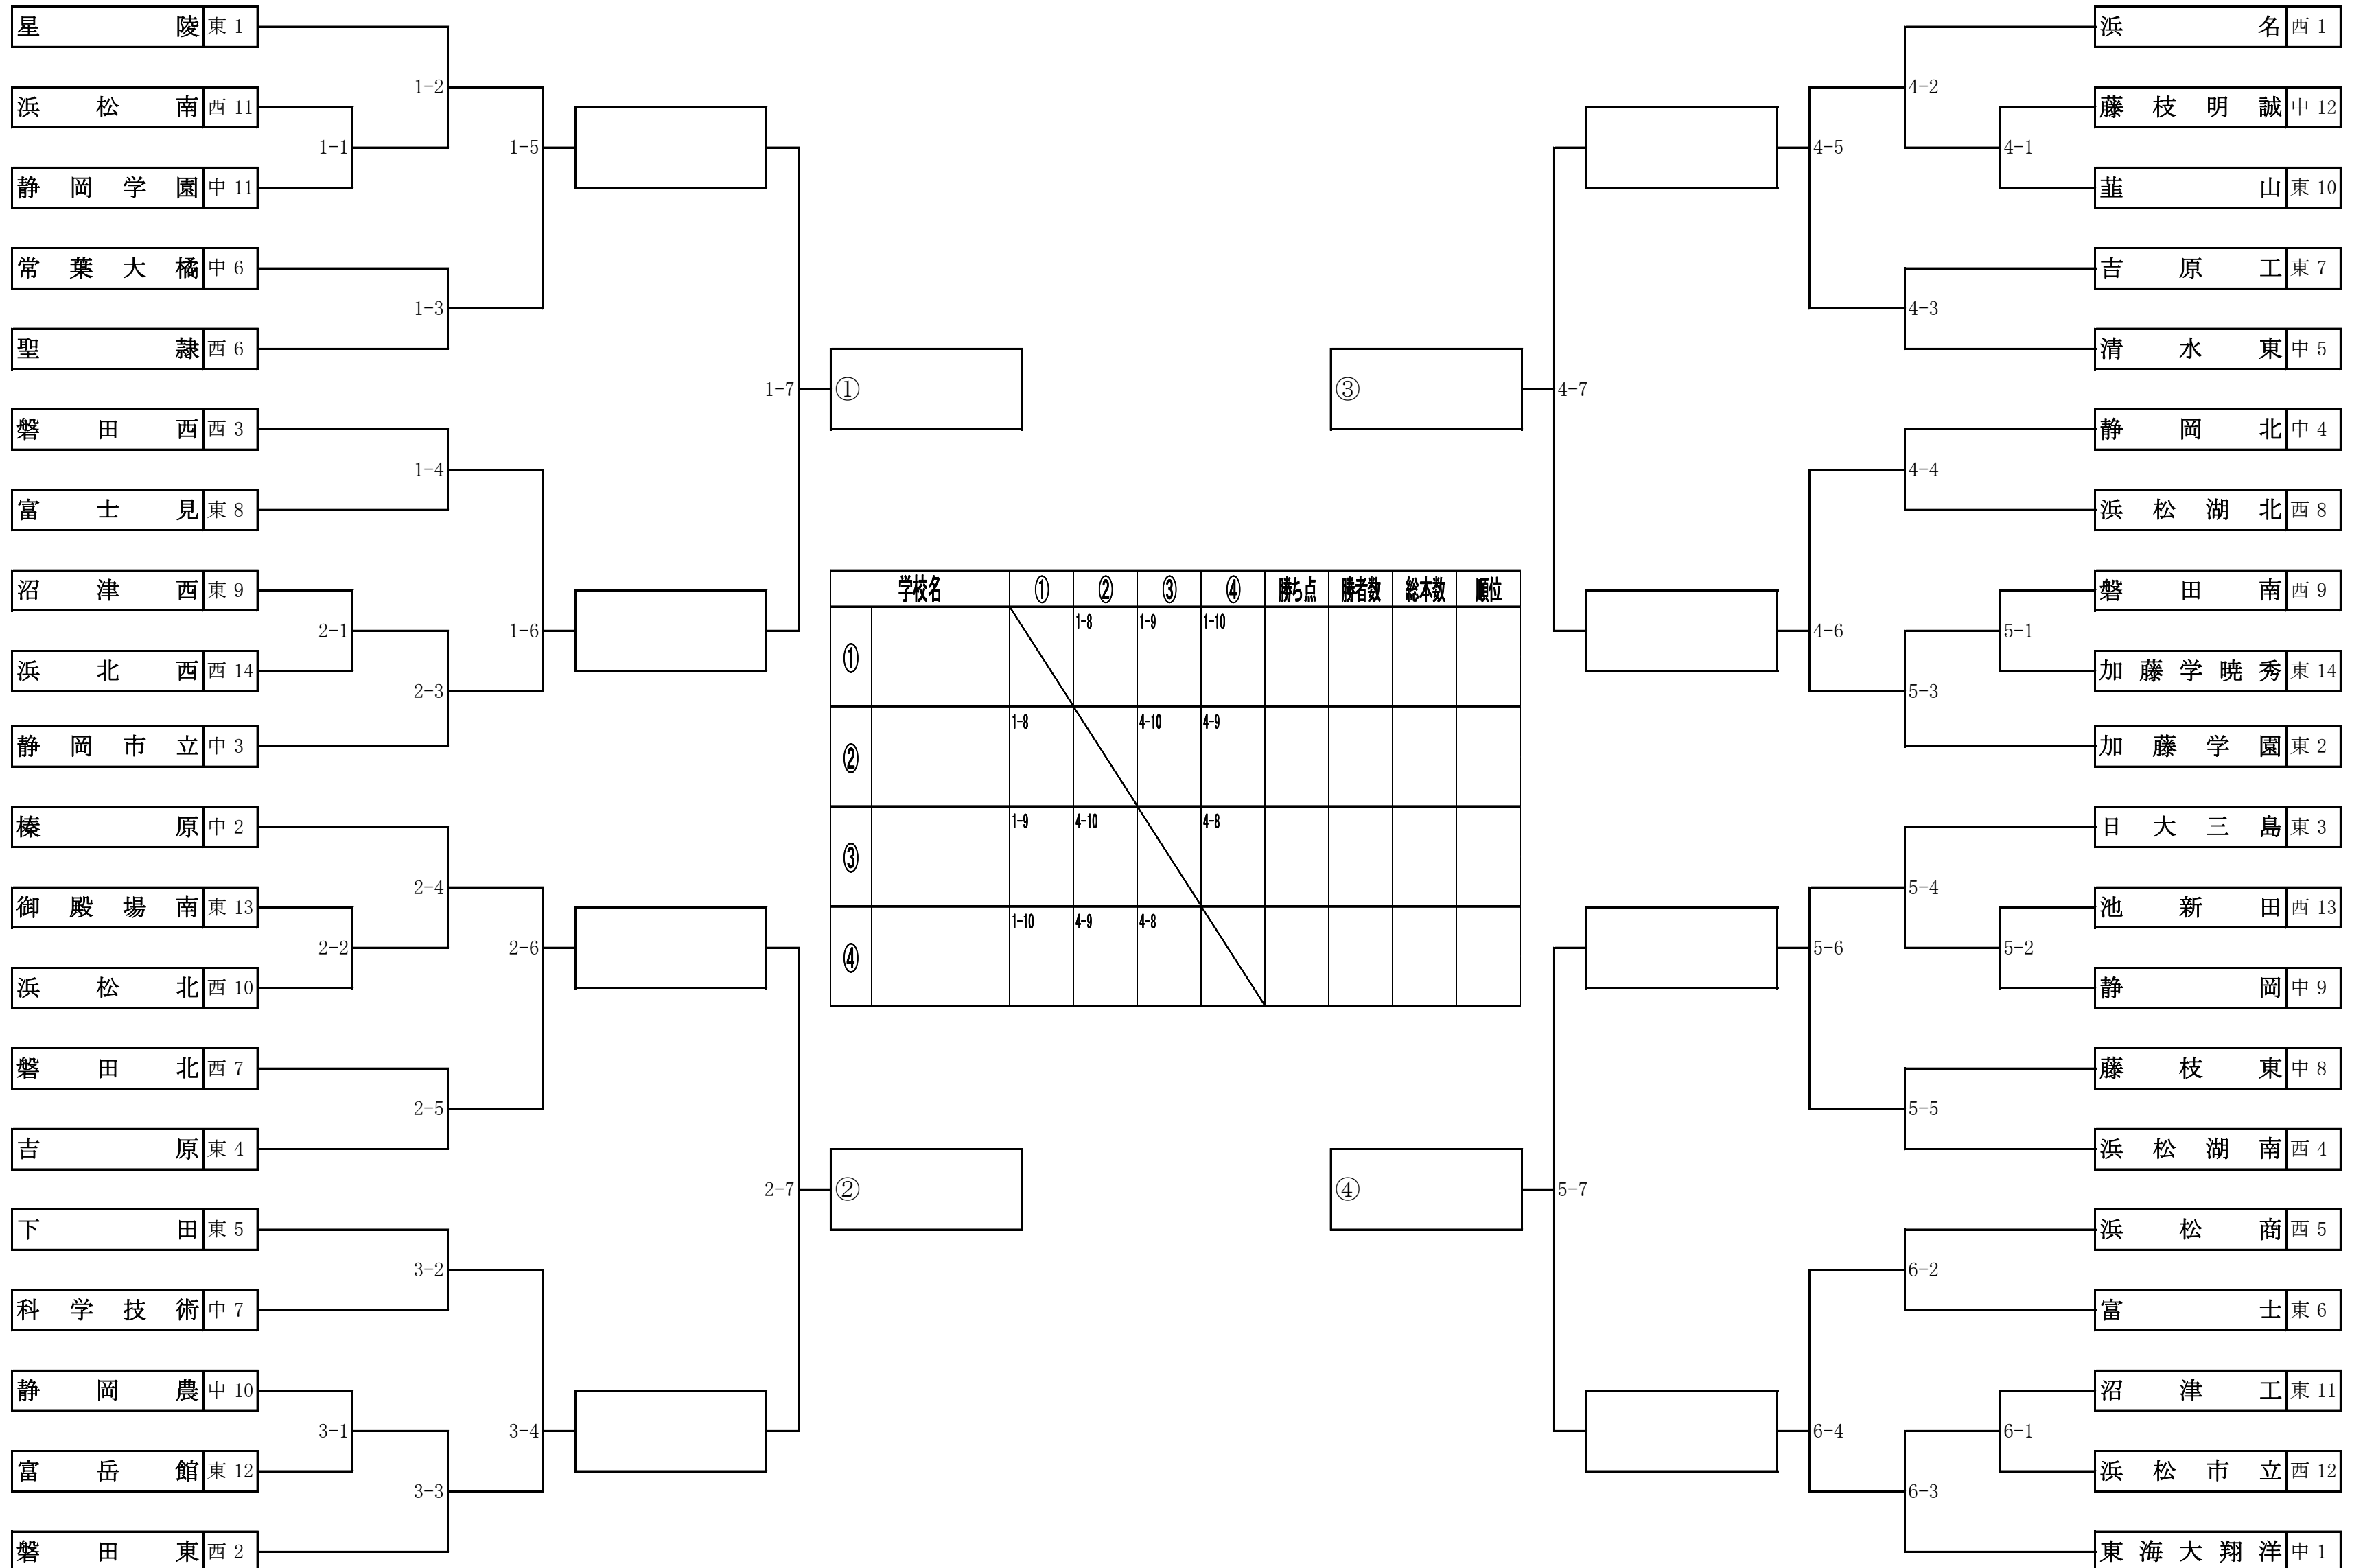 星陵 東 1
浜松南 西 11
静岡学園 中 11
常葉大橘 中 6
聖隷 西 6
磐田西 西 3
富士見 東 8
沼津西 東 9
浜北西 西 14
静岡市立 中 3
榛原 中 2
御殿場南 東 13
浜松北 西 10
磐田北 西 7
吉原 東 4
下田 東 5
科学技術 中 7
静岡農 中 10
富岳館 東 12
磐田東 西 2
1-1
2-1
2-2
3-1
1-2
1-3
1-4
2-3
2-4
2-5
3-2
3-3
1-5
1-6
2-6
3-4
1-7
2-7
①
②
③
④
学校名 ① ② ③ ④ 勝ち点 勝者数 総本数 順位
① 1-8 1-9 1-10
② 1-8 4-10 4-9
③ 1-9 4-10 4-8
④ 1-10 4-9 4-8
4-7
5-7
4-5
4-6
5-6
6-4
4-2
4-3
4-4
5-3
5-4
5-5
6-2
6-3
4-1
5-1
5-2
6-1
浜名 西 1
藤枝明誠 中 12
韮山 東 10
吉原工 東 7
清水東 中 5
静岡北 中 4
浜松湖北 西 8
磐田南 西 9
加藤学暁秀 東 14
加藤学園 東 2
日大三島 東 3
池新田 西 13
静岡 中 9
藤枝東 中 8
浜松湖南 西 4
浜松商 西 5
富士 東 6
沼津工 東 11
浜松市立 西 12
東海大翔洋 中 1